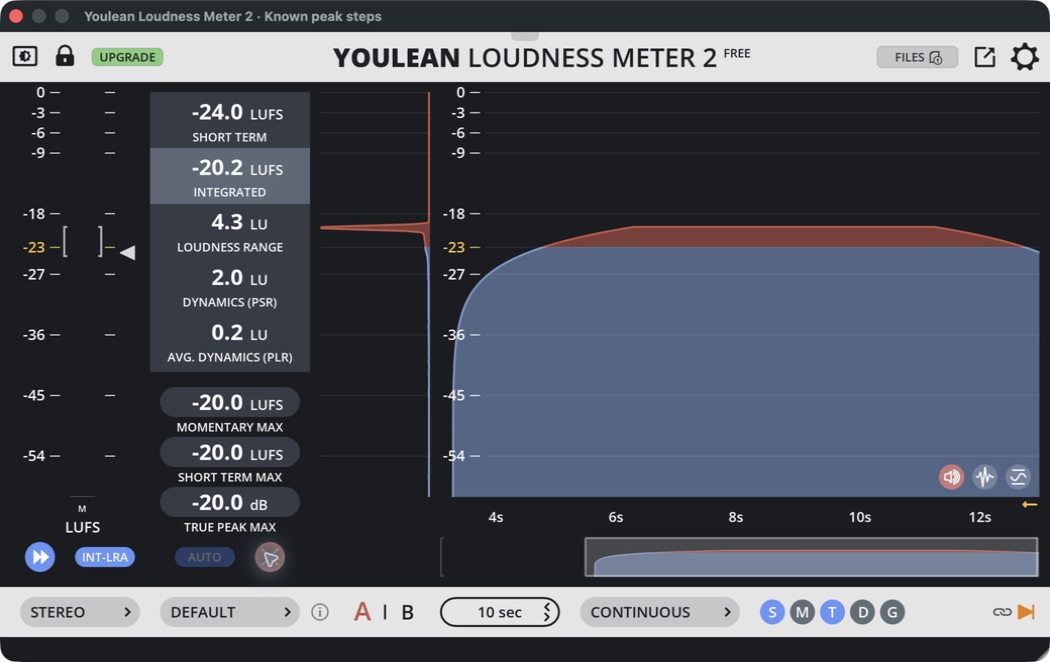 Youlean Loudness Meter 2 · Known peak steps
UPGRADE
YOULEAN LOUDNESS METER 2 FREE
FILES
0
-3
-6
-9
-18
-23
-27
-36
-45
-54
M
LUFS
-24.0 LUFS
SHORT TERM
-20.2 LUFS
INTEGRATED
4.3 LU
LOUDNESS RANGE
2.0 LU
DYNAMICS (PSR)
0.2 LU
AVG. DYNAMICS (PLR)
-20.0 LUFS
MOMENTARY MAX
-20.0 LUFS
SHORT TERM MAX
-20.0 dB
TRUE PEAK MAX
0
-3
-6
-9
-18
-23
-27
-36
-45
-54
4s 6s 8s 10s 12s
INT-LRA AUTO
STEREO DEFAULT A | B 10 sec CONTINUOUS S M T D G